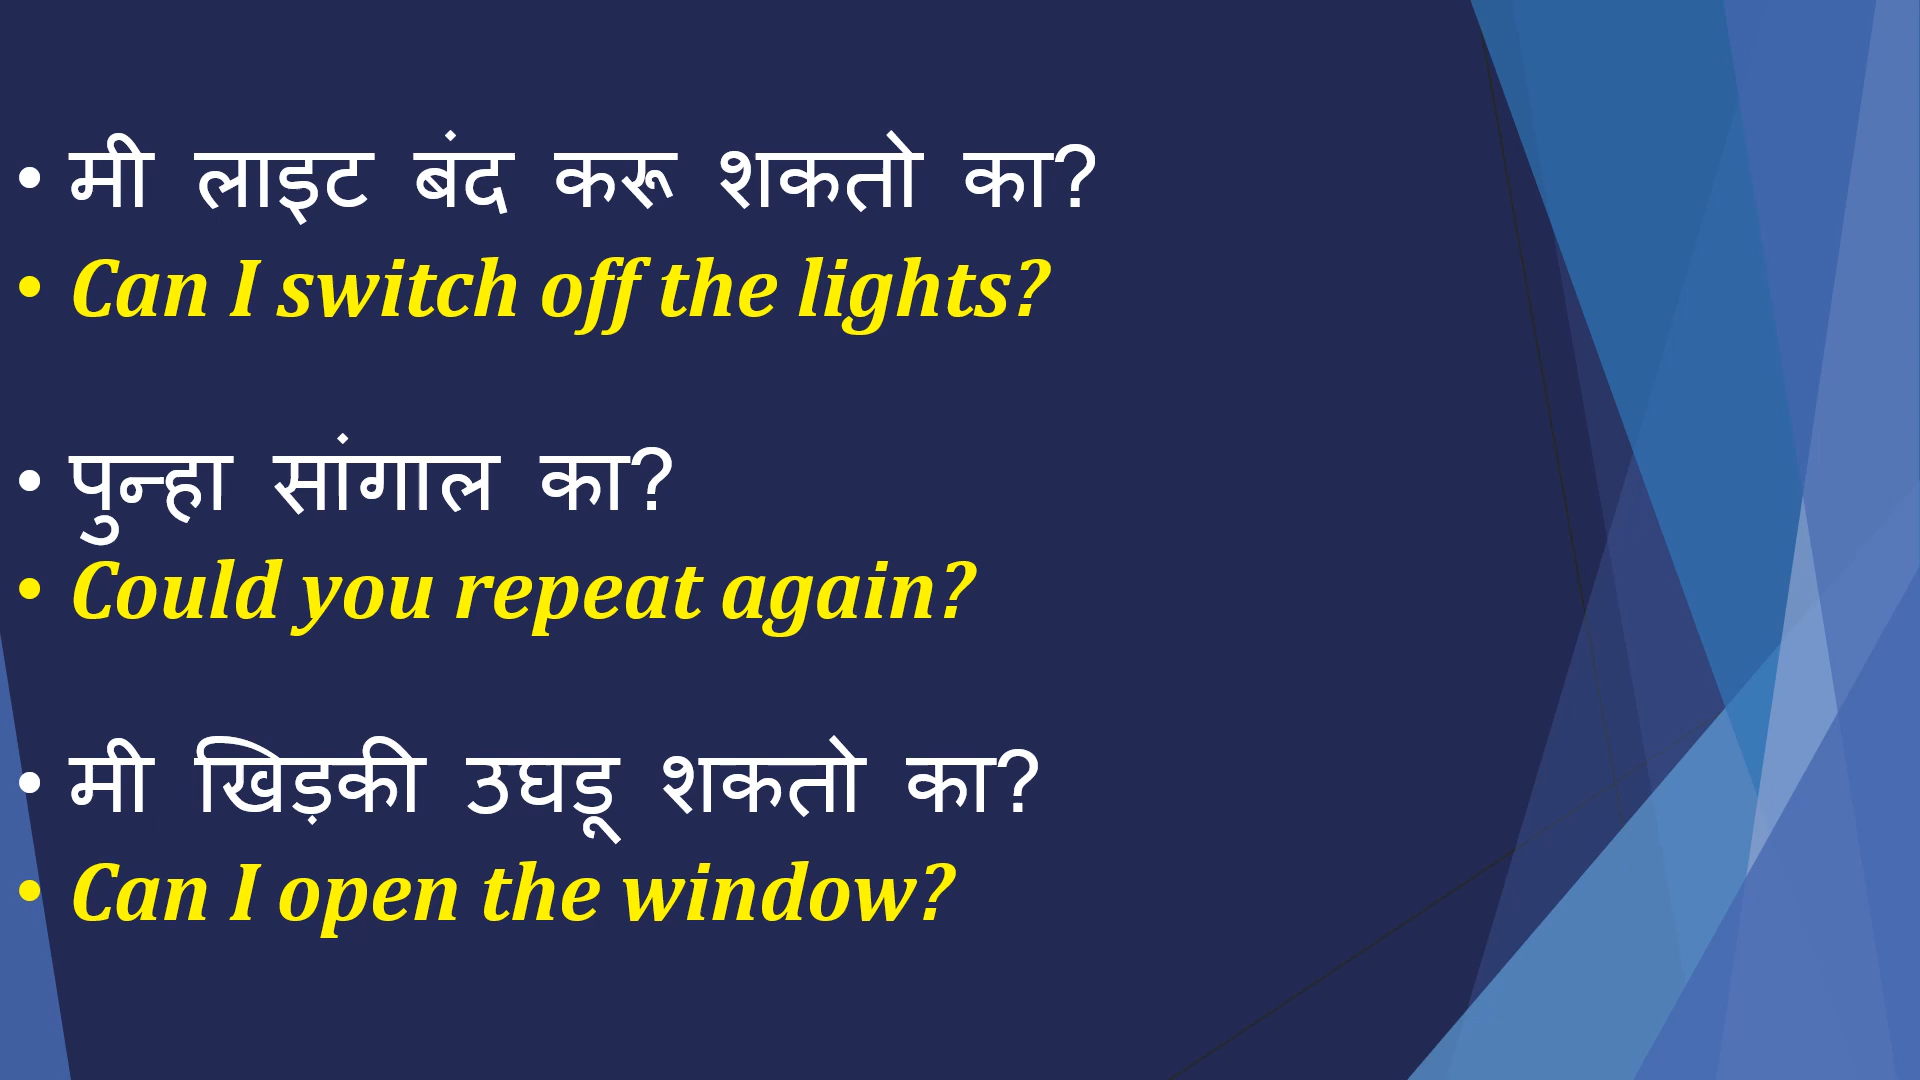 • मी लाइट बंद करू शकतो का?
• Can I switch off the lights?
• पुन्हा सांगाल का?
• Could you repeat again?
• मी खिड़की उघडू शकतो का?
• Can I open the window?